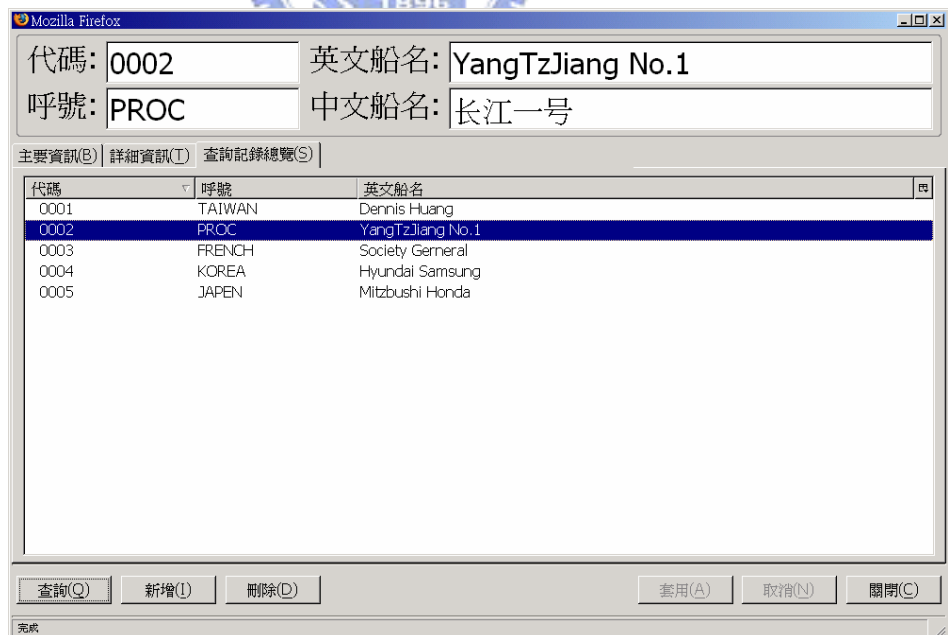 1896
Mozilla Firefox
代碼: 0002 英文船名: YangTzJiang No.1
呼號: PROC 中文船名: 长江一号
主要資訊(B) 詳細資訊(T) 查詢記錄總覽(S)
代碼 呼號 英文船名
0001 TAIWAN Dennis Huang
0002 PROC YangTzJiang No.1
0003 FRENCH Society Gerneral
0004 KOREA Hyundai Samsung
0005 JAPEN Mitzbushi Honda
查詢(Q) 新增(I) 刪除(D) 套用(A) 取消(N) 關閉(C)
完成